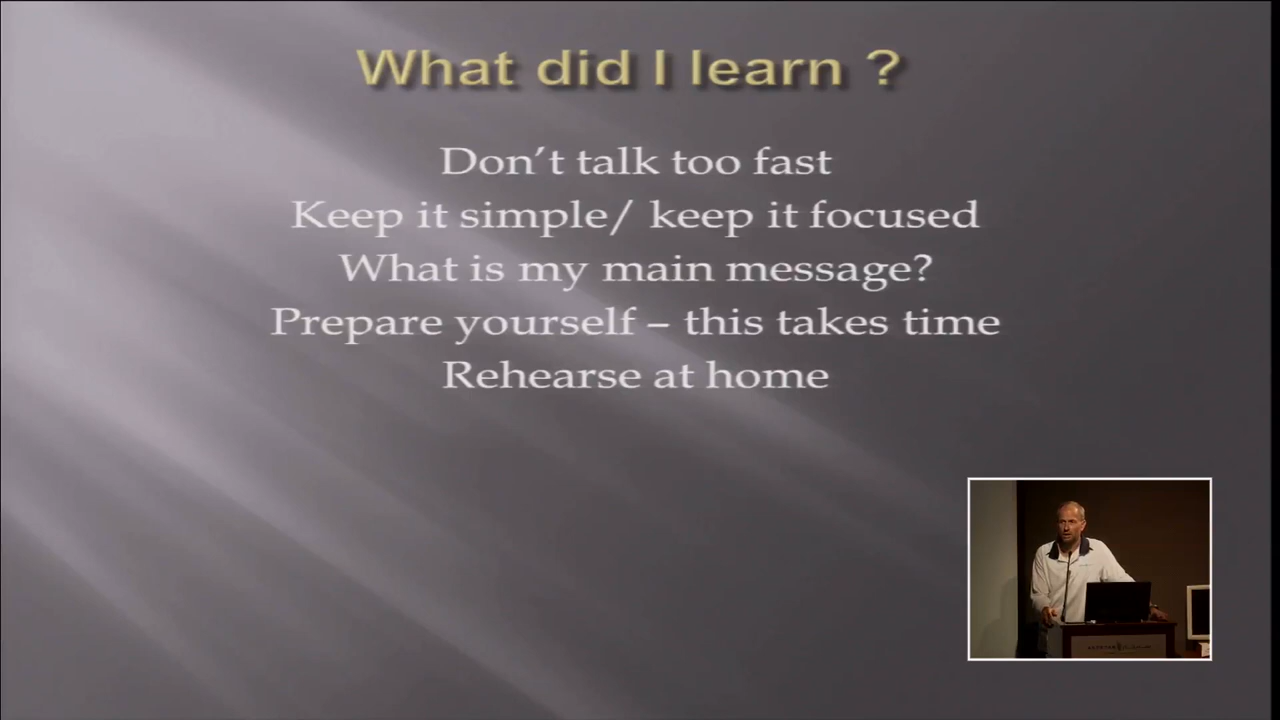 What did I learn ?
Don’t talk too fast
Keep it simple/ keep it focused
What is my main message?
Prepare yourself – this takes time
Rehearse at home